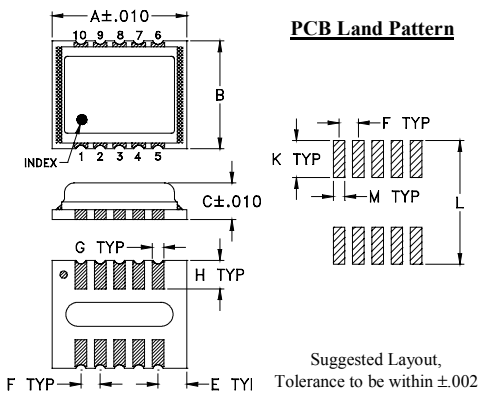 A±.010
PCB Land Pattern
10 9 8 7 6
B
F TYP
K TYP
INDEX
1 2 3 4 5
M TYP
L
C±.010
G TYP
H TYP
Suggested Layout,
Tolerance to be within ±.002
F TYP
E TYI